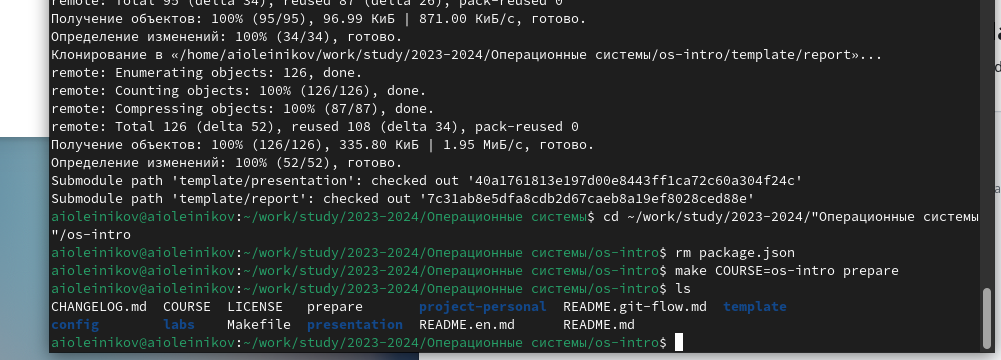 remote: Total 95 (delta 34), reused 87 (delta 26), pack-reused 0
Получение объектов: 100% (95/95), 96.99 КиБ | 871.00 КиБ/с, готово.
Определение изменений: 100% (34/34), готово.
Клонирование в «/home/aioleinikov/work/study/2023-2024/Операционные системы/os-intro/template/report»...
remote: Enumerating objects: 126, done.
remote: Counting objects: 100% (126/126), done.
remote: Compressing objects: 100% (87/87), done.
remote: Total 126 (delta 52), reused 108 (delta 34), pack-reused 0
Получение объектов: 100% (126/126), 335.80 КиБ | 1.95 МиБ/с, готово.
Определение изменений: 100% (52/52), готово.
Submodule path 'template/presentation': checked out '40a1761813e197d00e8443ff1ca72c60a304f24c'
Submodule path 'template/report': checked out '7c31ab8e5dfa8cdb2d67caeb8a19ef8028ced88e'
aioleinikov@aioleinikov:~/work/study/2023-2024/Операционные системы$ cd ~/work/study/2023-2024/"Операционные системы
"/os-intro
aioleinikov@aioleinikov:~/work/study/2023-2024/Операционные системы/os-intro$ rm package.json
aioleinikov@aioleinikov:~/work/study/2023-2024/Операционные системы/os-intro$ make COURSE=os-intro prepare
aioleinikov@aioleinikov:~/work/study/2023-2024/Операционные системы/os-intro$ ls
CHANGELOG.md COURSE LICENSE prepare project-personal README.git-flow.md template
config labs Makefile presentation README.en.md README.md
aioleinikov@aioleinikov:~/work/study/2023-2024/Операционные системы/os-intro$